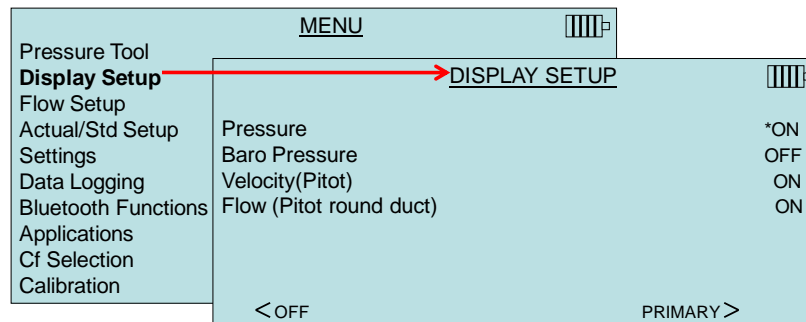 MENU
Pressure Tool
Display Setup
Flow Setup
Actual/Std Setup
Settings
Data Logging
Bluetooth Functions
Applications
Cf Selection
Calibration
DISPLAY SETUP
Pressure *ON
Baro Pressure OFF
Velocity(Pitot) ON
Flow (Pitot round duct) ON
<OFF PRIMARY>